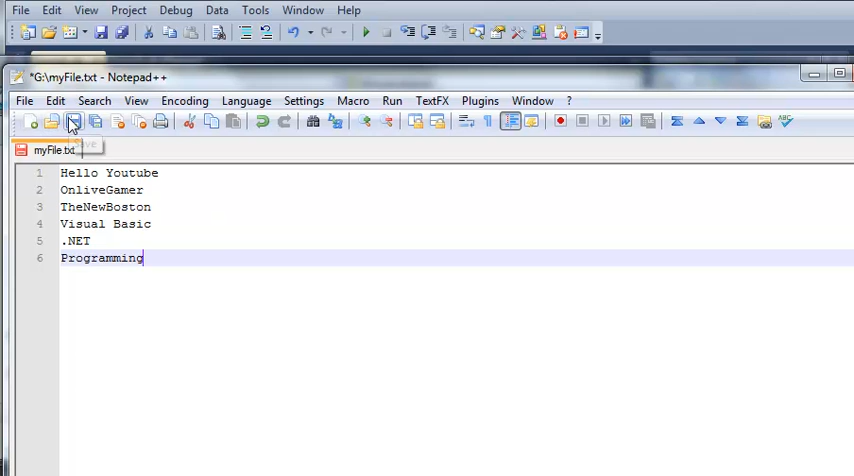 File Edit View Project Debug Data Tools Window Help
*G:\myFile.txt - Notepad++
File Edit Search View Encoding Language Settings Macro Run TextFX Plugins Window ?
Save
myFile.txt
1 Hello Youtube
2 OnliveGamer
3 TheNewBoston
4 Visual Basic
5 .NET
6 Programming